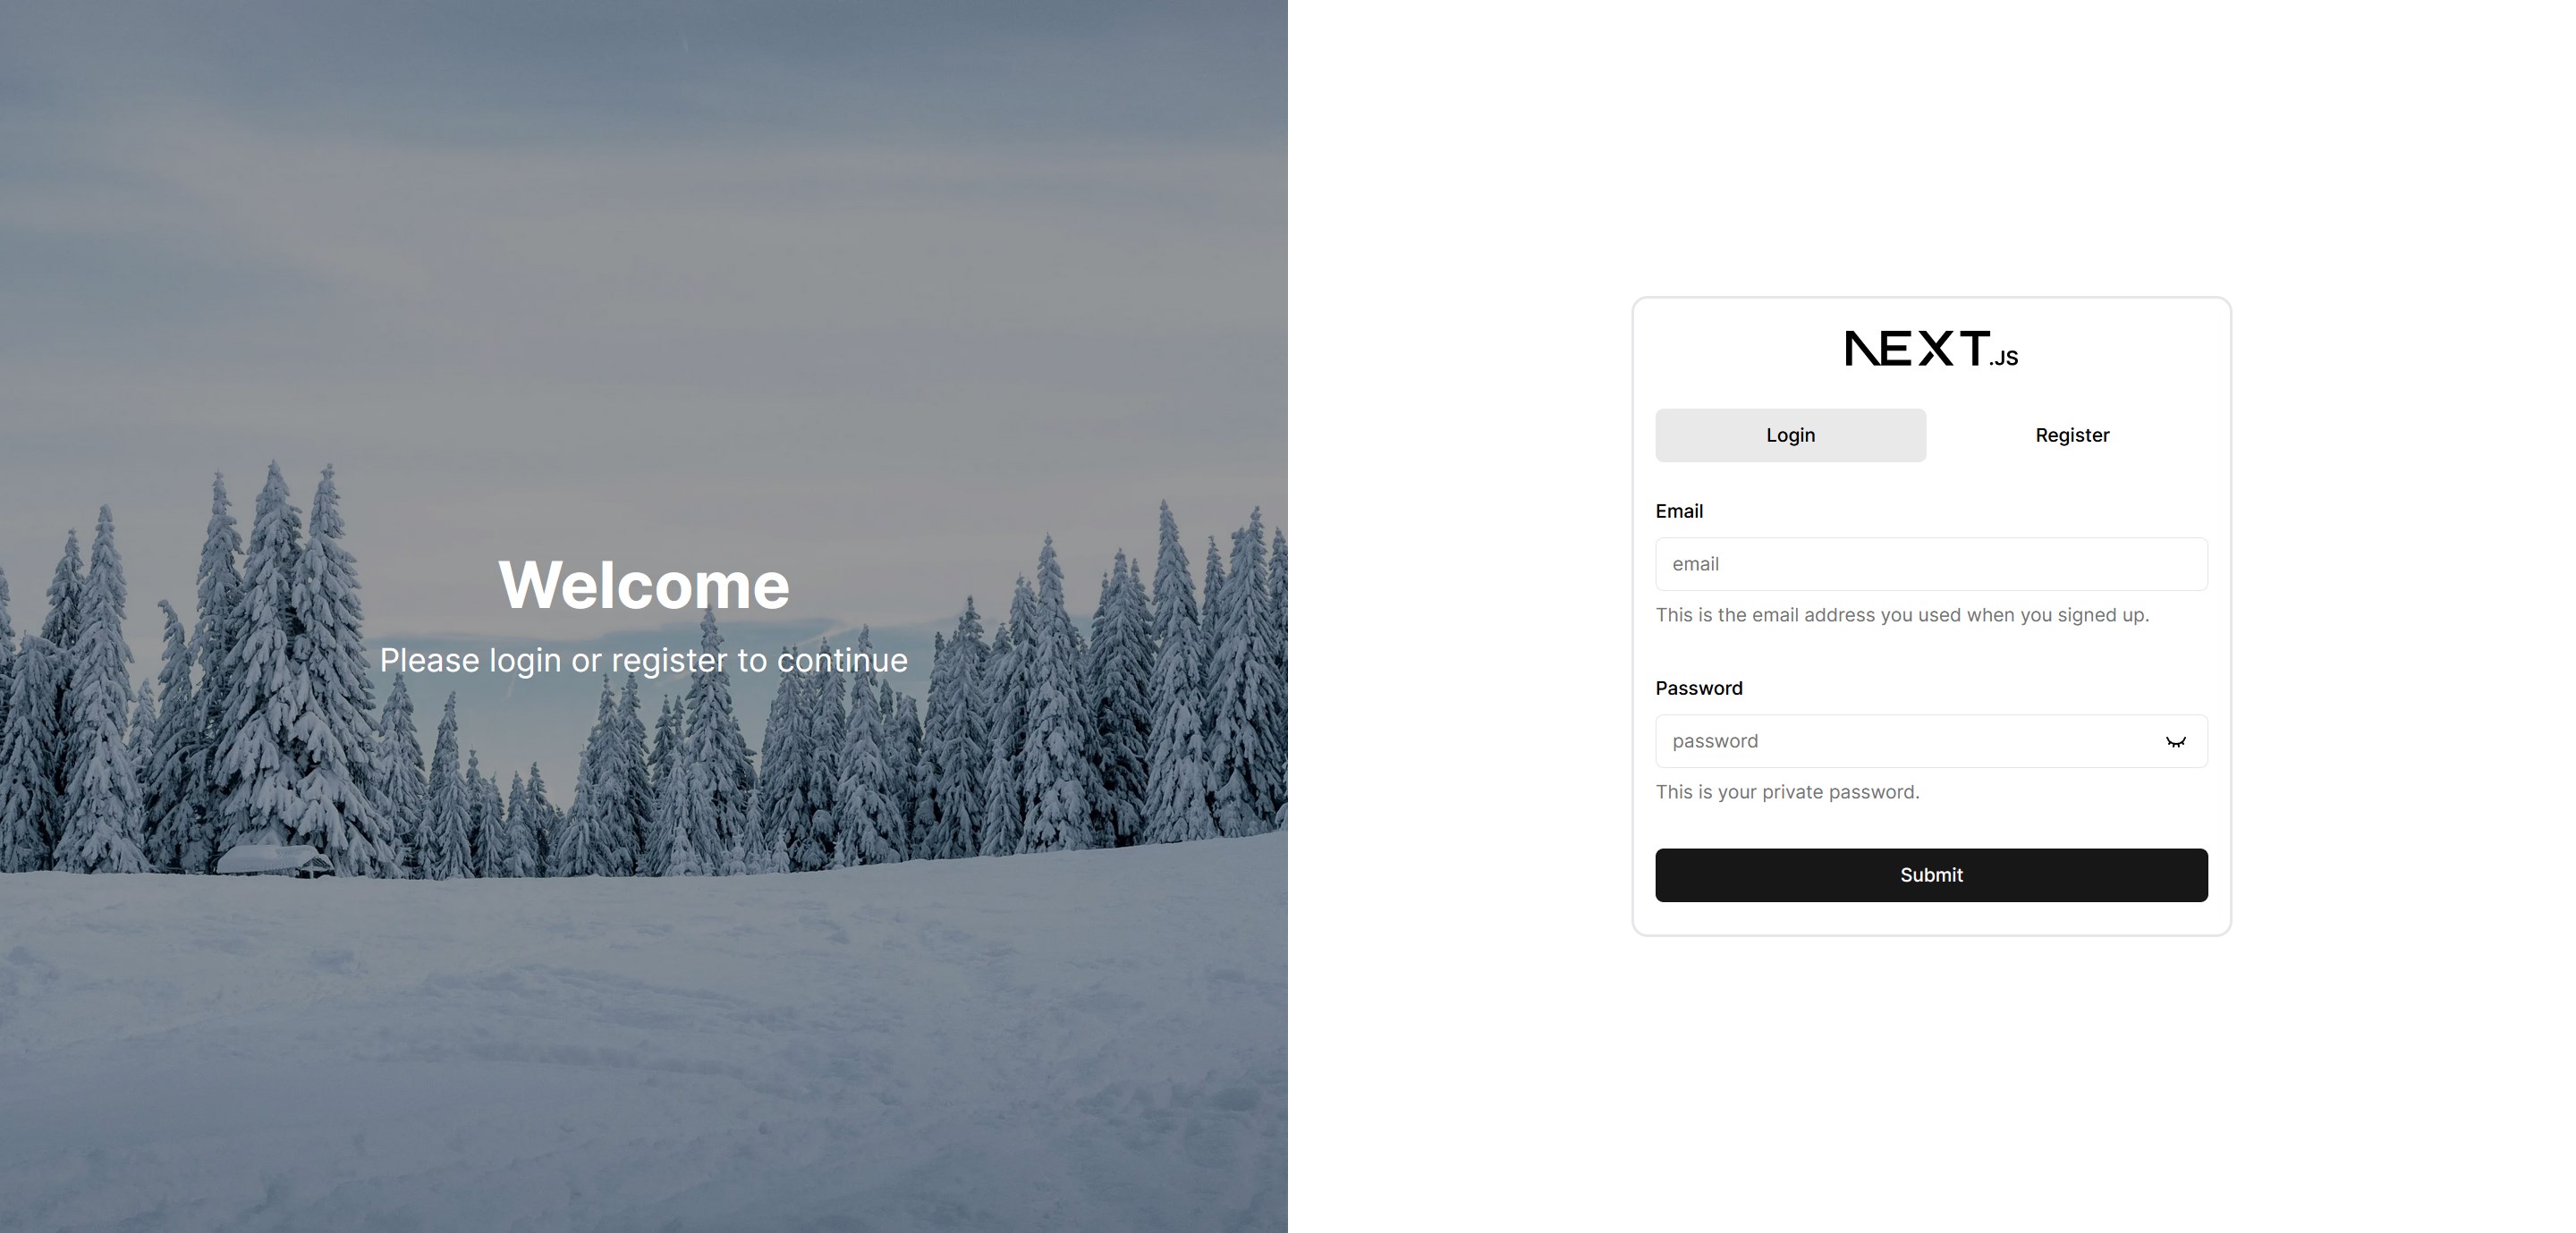 Welcome
Please login or register to continue
NEXT.JS
Login
Register
Email
email
This is the email address you used when you signed up.
Password
password
This is your private password.
Submit